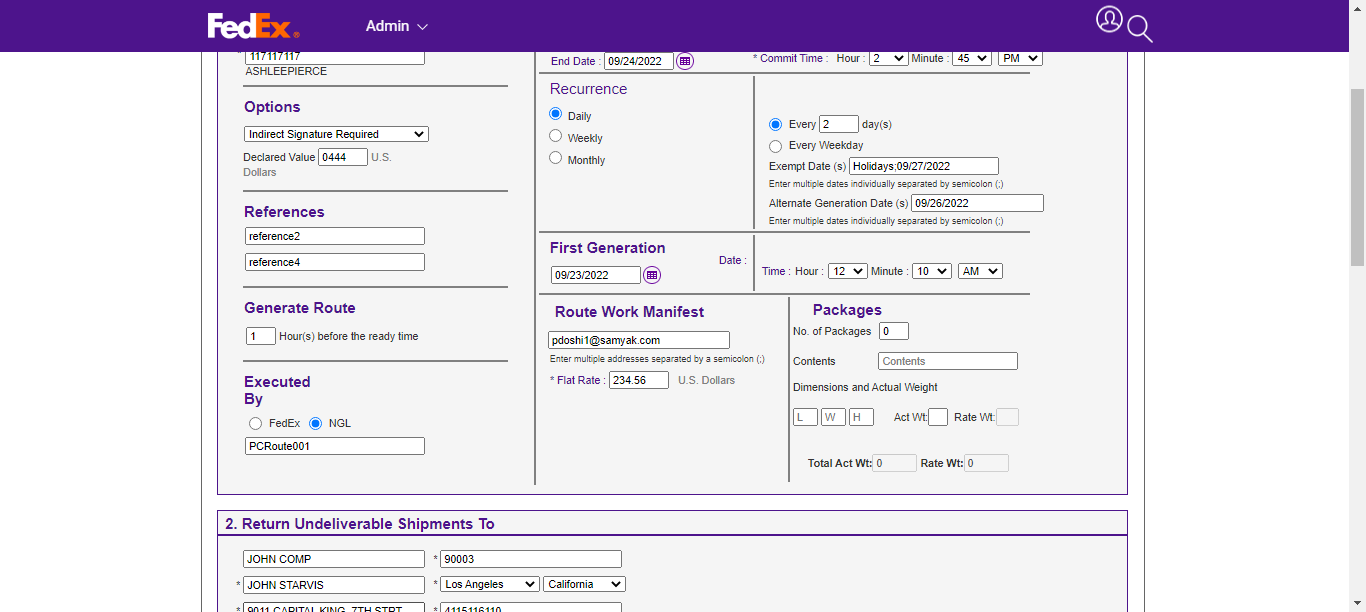 FedEx®
Admin
* 117117117
ASHLEEPIERCE
End Date : 09/24/2022
* Commit Time : Hour : 2 Minute : 45 PM
Options
Indirect Signature Required
Declared Value 0444 U.S.
Dollars
References
reference2
reference4
Generate Route
1 Hour(s) before the ready time
Executed
By
FedEx NGL
PCRoute001
Recurrence
Daily
Weekly
Monthly
Every 2 day(s)
Every Weekday
Exempt Date (s) Holidays;09/27/2022
Enter multiple dates individually separated by semicolon (;)
Alternate Generation Date (s) 09/26/2022
Enter multiple dates individually separated by semicolon (;)
First Generation
Date :
09/23/2022
Time : Hour : 12 Minute : 10 AM
Route Work Manifest
pdoshi1@samyak.com
Enter multiple addresses separated by a semicolon (;)
* Flat Rate : 234.56 U.S. Dollars
Packages
No. of Packages 0
Contents Contents
Dimensions and Actual Weight
L W H Act Wt: Rate Wt:
Total Act Wt: 0 Rate Wt: 0
2. Return Undeliverable Shipments To
JOHN COMP * 90003
* JOHN STARVIS * Los Angeles California
* 9011 CAPITAL KING, 7TH STRT * 4115116110